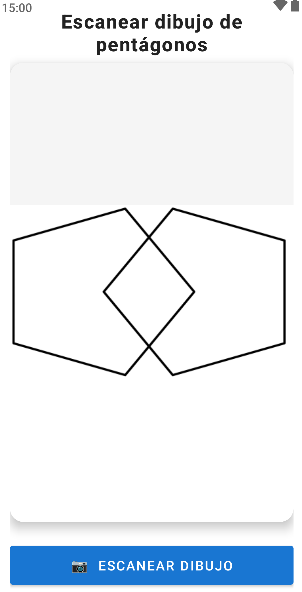 15:00
Escanear dibujo de
pentágonos
ESCANEAR DIBUJO